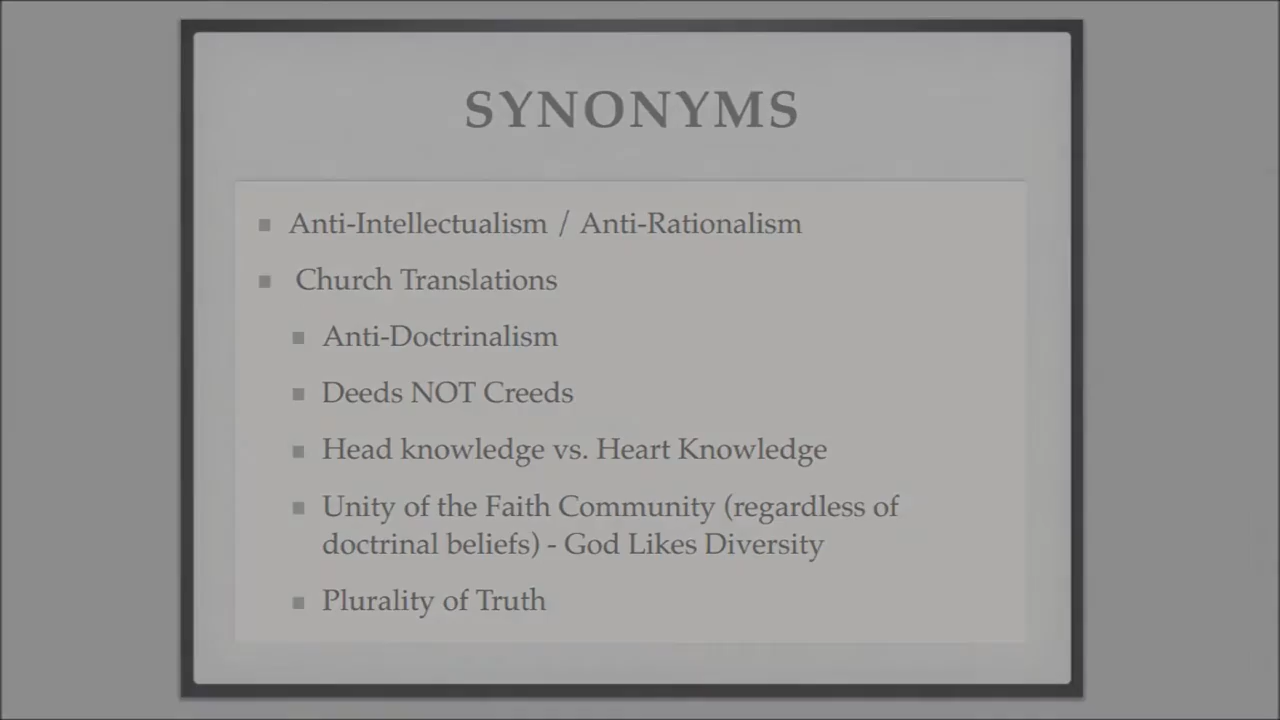 SYNONYMS
Anti-Intellectualism / Anti-Rationalism
Church Translations
Anti-Doctrinalism
Deeds NOT Creeds
Head knowledge vs. Heart Knowledge
Unity of the Faith Community (regardless of
doctrinal beliefs) - God Likes Diversity
Plurality of Truth